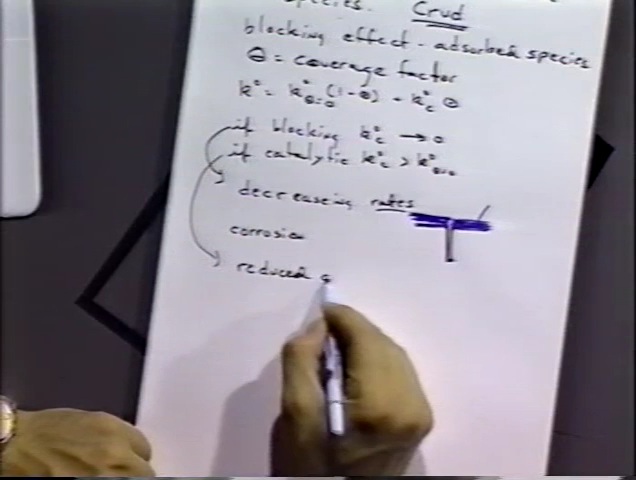 species. Crud
blocking effect - adsorbed species
θ = coverage factor
k° = k°θ=0 (1-θ) - k°c θ
if blocking k°c → 0
if catalytic k°c > k°θ=0
decreasing rates
corrosion
reduced